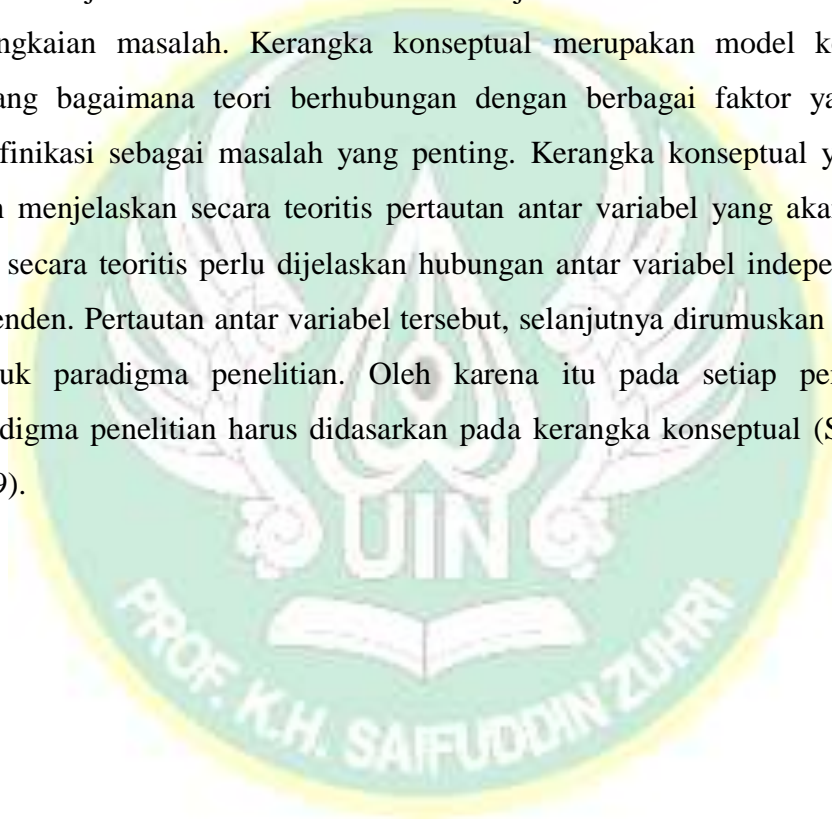 ngkaian masalah. Kerangka konseptual merupakan model k
ang bagaimana teori berhubungan dengan berbagai faktor ya
finikasi sebagai masalah yang penting. Kerangka konseptual y
n menjelaskan secara teoritis pertautan antar variabel yang aka
secara teoritis perlu dijelaskan hubungan antar variabel indepe
enden. Pertautan antar variabel tersebut, selanjutnya dirumuskan
uk paradigma penelitian. Oleh karena itu pada setiap pe
digma penelitian harus didasarkan pada kerangka konseptual (S
9).
UIN
PROF. K.H. SAIFUDDIN ZUHRI